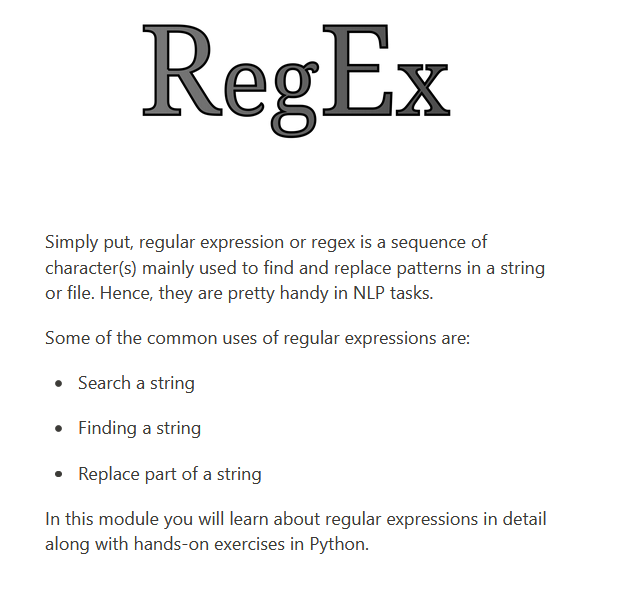 RegEx
Simply put, regular expression or regex is a sequence of
character(s) mainly used to find and replace patterns in a string
or file. Hence, they are pretty handy in NLP tasks.
Some of the common uses of regular expressions are:
• Search a string
• Finding a string
• Replace part of a string
In this module you will learn about regular expressions in detail
along with hands-on exercises in Python.